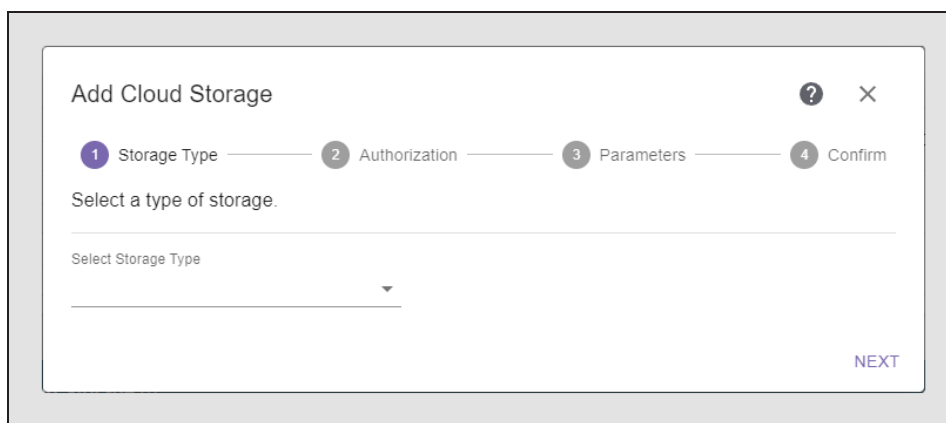 Add Cloud Storage
1 Storage Type 2 Authorization 3 Parameters 4 Confirm
Select a type of storage.
Select Storage Type
NEXT